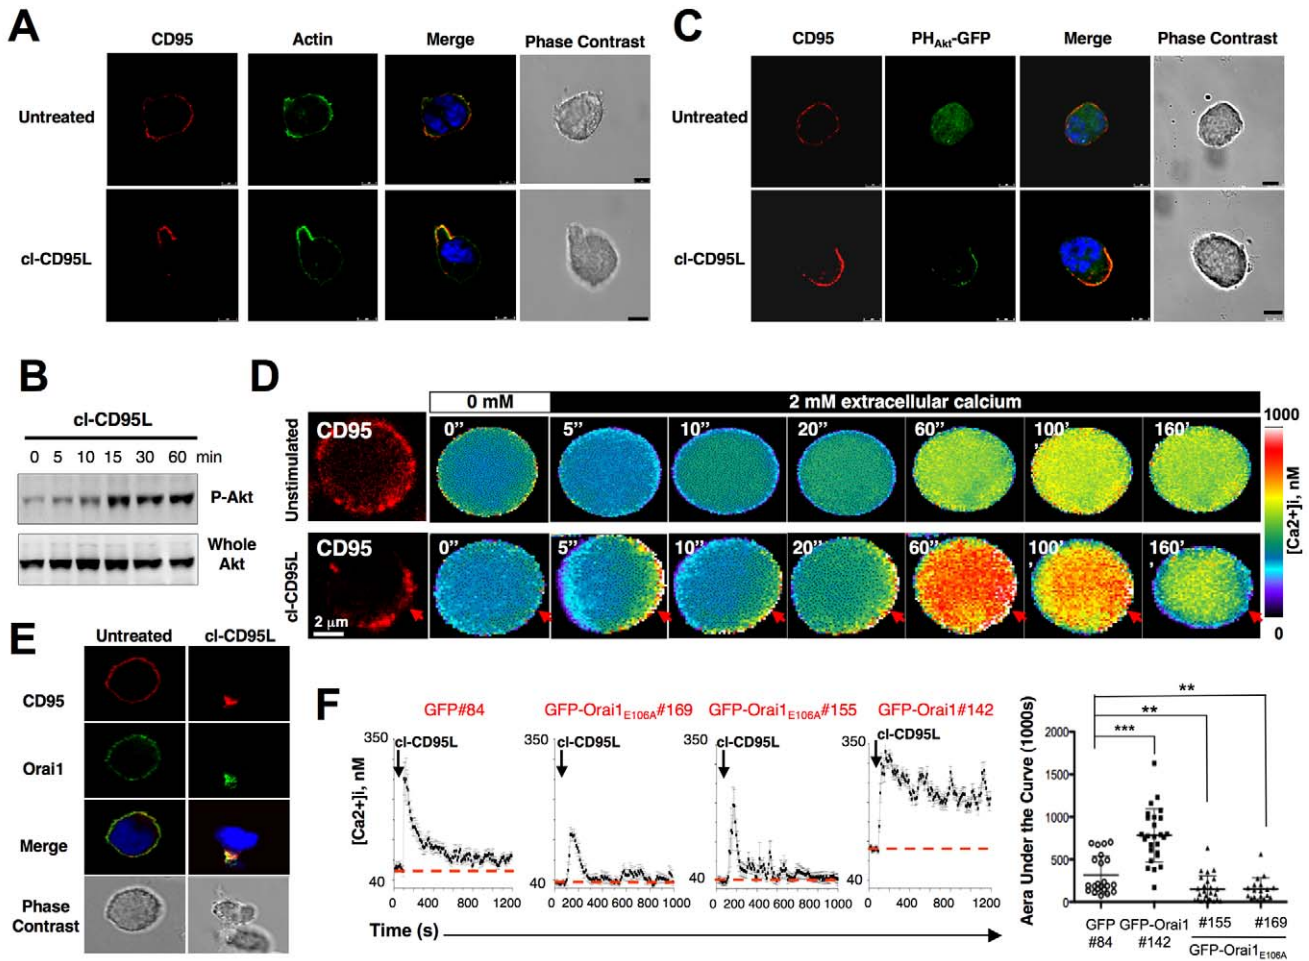 A
CD95 Actin Merge Phase Contrast
Untreated
cl-CD95L
C
CD95 PHAkt-GFP Merge Phase Contrast
Untreated
cl-CD95L
B
cl-CD95L
0 5 10 15 30 60 min
P-Akt
Whole
Akt
D
0 mM 2 mM extracellular calcium
Unstimulated
CD95 0’’ 5’’ 10’’ 20’’ 60’’ 100’ ’ 160’ ’
cl-CD95L
CD95 0’’ 5’’ 10’’ 20’’ 60’’ 100’ ’ 160’ ’
2 μm
1000
[Ca2+]i, nM
0
E
Untreated cl-CD95L
CD95
Orai1
Merge
Phase
Contrast
F
GFP#84 GFP-Orai1E106A#169 GFP-Orai1E106A#155 GFP-Orai1#142
350 350 350 350
cl-CD95L cl-CD95L cl-CD95L cl-CD95L
[Ca2+]i, nM
40 40 40 40
0 400 800 1200 0 200 400 600 800 1000 0 200 400 600 800 1000 0 400 800 1200
Time (s)
Aera Under the Curve (1000s)
2000
1500
1000
500
0
**
**
***
GFP GFP-Orai1 #155 #169
#84 #142
GFP-Orai1E106A